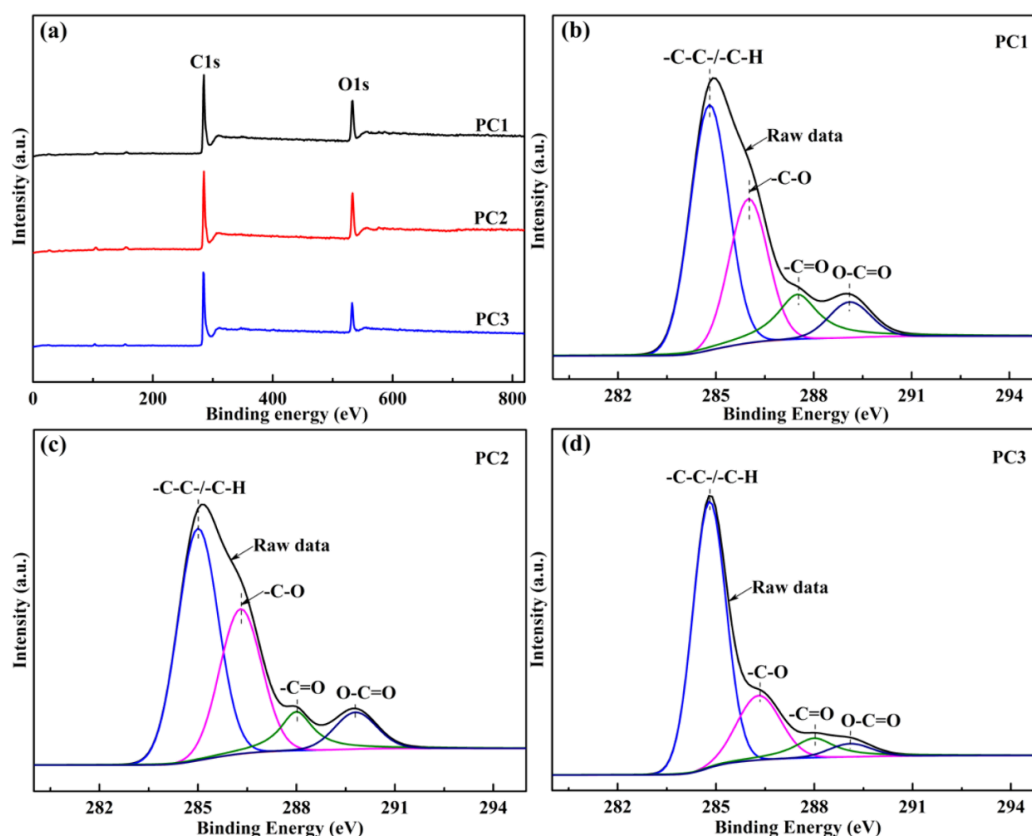 (a)
C1s
O1s
PC1
PC2
PC3
Intensity (a.u.)
0 200 400 600 800
Binding energy (eV)
(b)
PC1
-C-C-/-C-H
Raw data
-C-O
-C=O
O-C=O
Intensity (a.u.)
282 285 288 291 294
Binding Energy (eV)
(c)
PC2
-C-C-/-C-H
Raw data
-C-O
-C=O
O-C=O
Intensity (a.u.)
282 285 288 291 294
Binding Energy (eV)
(d)
PC3
-C-C-/-C-H
Raw data
-C-O
-C=O
O-C=O
Intensity (a.u.)
282 285 288 291 294
Binding Energy (eV)